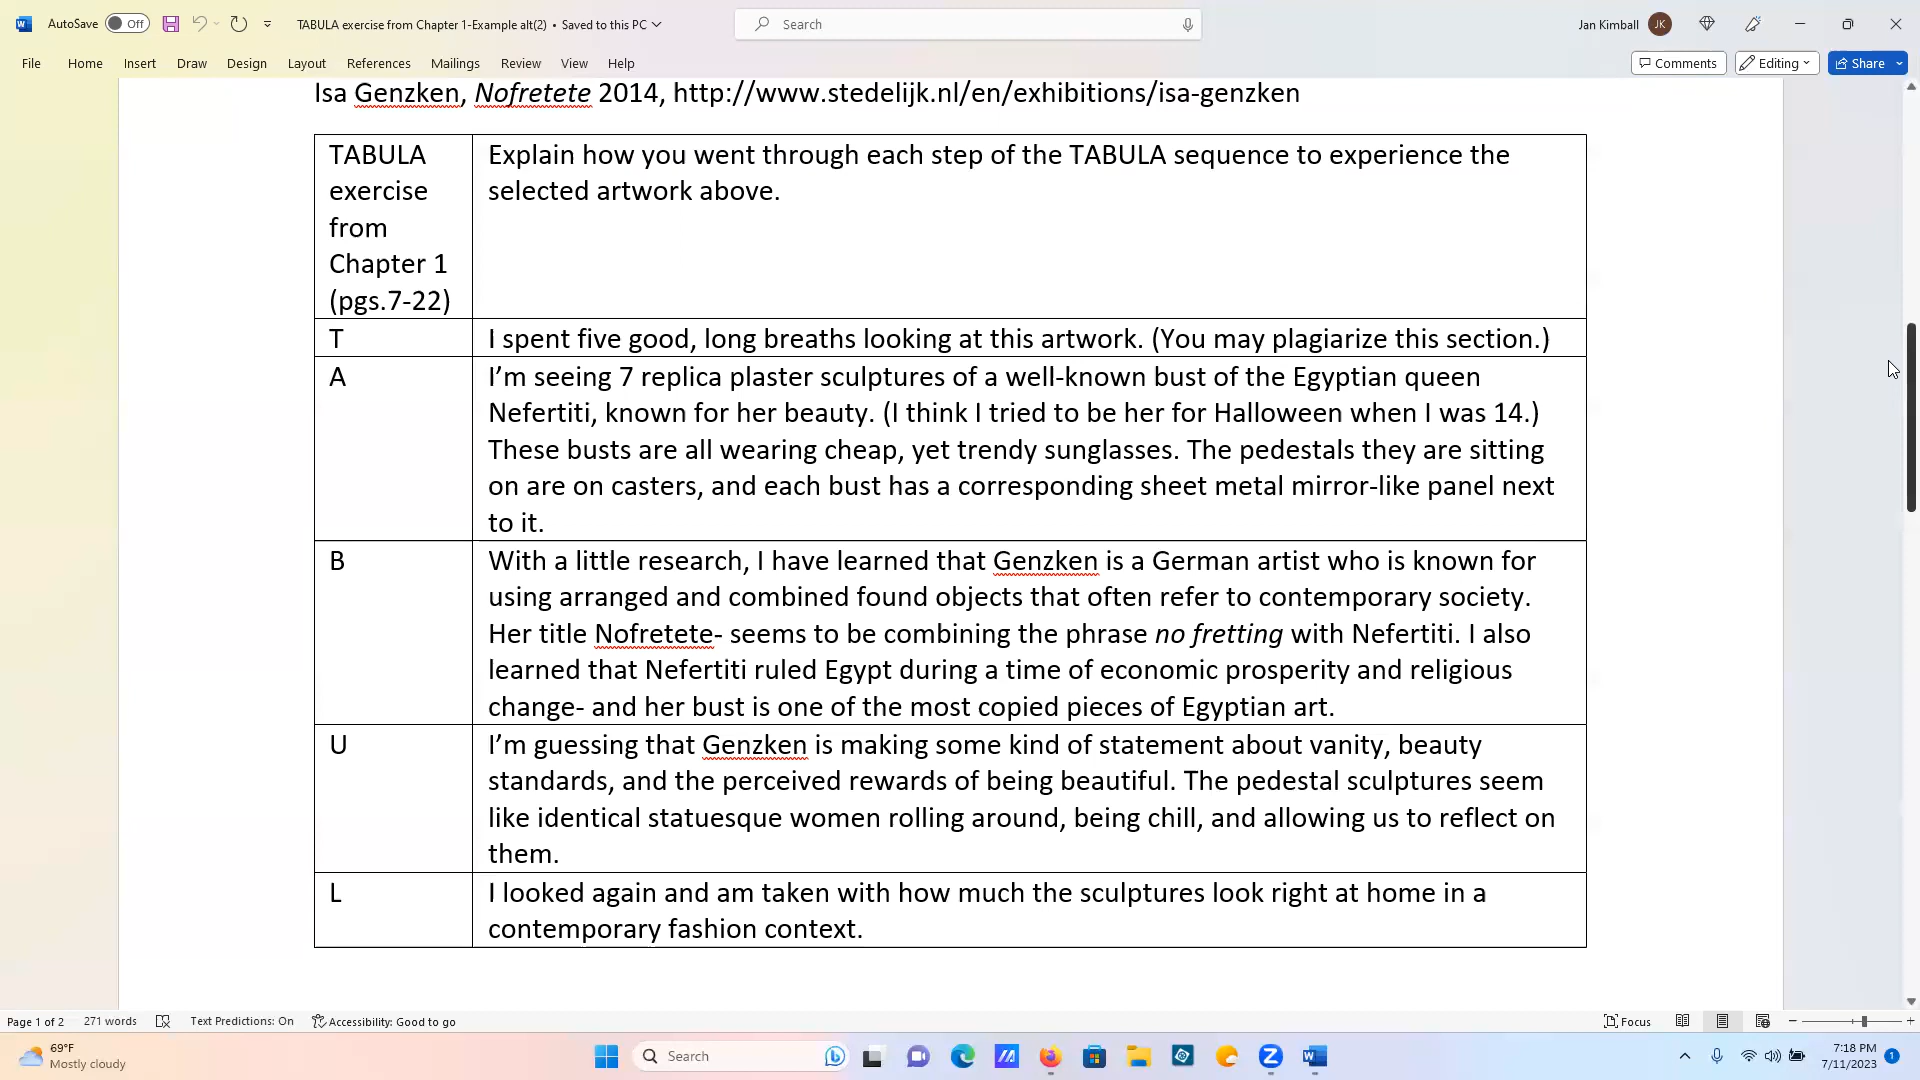 AutoSave Off TABULA exercise from Chapter 1-Example alt(2) • Saved to this PC Search Jan Kimball JK
File Home Insert Draw Design Layout References Mailings Review View Help Comments Editing Share
Isa Genzken, Nofretete 2014, http://www.stedelijk.nl/en/exhibitions/isa-genzken
TABULA
exercise
from
Chapter 1
(pgs.7-22)
Explain how you went through each step of the TABULA sequence to experience the
selected artwork above.
T
I spent five good, long breaths looking at this artwork. (You may plagiarize this section.)
A
I’m seeing 7 replica plaster sculptures of a well-known bust of the Egyptian queen
Nefertiti, known for her beauty. (I think I tried to be her for Halloween when I was 14.)
These busts are all wearing cheap, yet trendy sunglasses. The pedestals they are sitting
on are on casters, and each bust has a corresponding sheet metal mirror-like panel next
to it.
B
With a little research, I have learned that Genzken is a German artist who is known for
using arranged and combined found objects that often refer to contemporary society.
Her title Nofretete- seems to be combining the phrase no fretting with Nefertiti. I also
learned that Nefertiti ruled Egypt during a time of economic prosperity and religious
change- and her bust is one of the most copied pieces of Egyptian art.
U
I’m guessing that Genzken is making some kind of statement about vanity, beauty
standards, and the perceived rewards of being beautiful. The pedestal sculptures seem
like identical statuesque women rolling around, being chill, and allowing us to reflect on
them.
L
I looked again and am taken with how much the sculptures look right at home in a
contemporary fashion context.
Page 1 of 2 271 words Text Predictions: On Accessibility: Good to go Focus
69°F
Mostly cloudy
Search
7:18 PM
7/11/2023
1